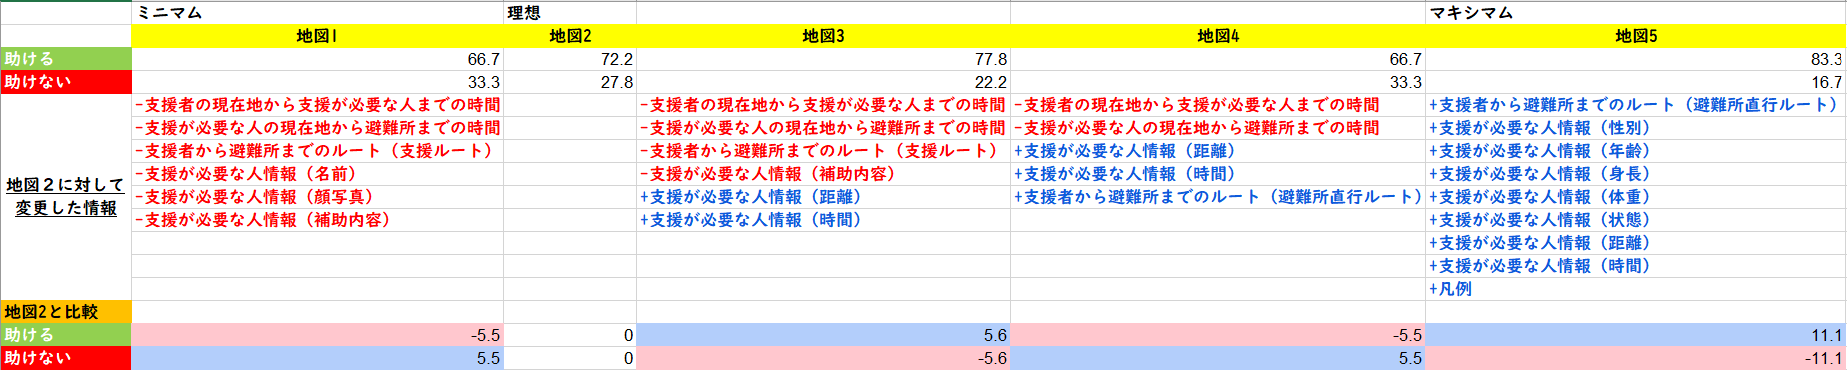 ミニマム 理想 マキシマム
地図1 地図2 地図3 地図4 地図5
助ける 66.7 72.2 77.8 66.7 83.3
助けない 33.3 27.8 22.2 33.3 16.7
-支援者の現在地から支援が必要な人までの時間 -支援者の現在地から支援が必要な人までの時間 -支援者の現在地から支援が必要な人までの時間 +支援者から避難所までのルート（避難所直行ルート）
-支援が必要な人の現在地から避難所までの時間 -支援が必要な人の現在地から避難所までの時間 -支援が必要な人の現在地から避難所までの時間 +支援が必要な人情報（性別）
-支援者から避難所までのルート（支援ルート） -支援者から避難所までのルート（支援ルート） +支援が必要な人情報（距離） +支援が必要な人情報（年齢）
-支援が必要な人情報（名前） -支援が必要な人情報（補助内容） +支援が必要な人情報（時間） +支援が必要な人情報（身長）
地図２に対して
変更した情報
-支援が必要な人情報（顔写真） +支援が必要な人情報（距離） +支援者から避難所までのルート（避難所直行ルート） +支援が必要な人情報（体重）
-支援が必要な人情報（補助内容） +支援が必要な人情報（時間） +支援が必要な人情報（状態）
+支援が必要な人情報（距離）
+支援が必要な人情報（時間）
+凡例
地図2と比較
助ける -5.5 0 5.6 -5.5 11.1
助けない 5.5 0 -5.6 5.5 -11.1